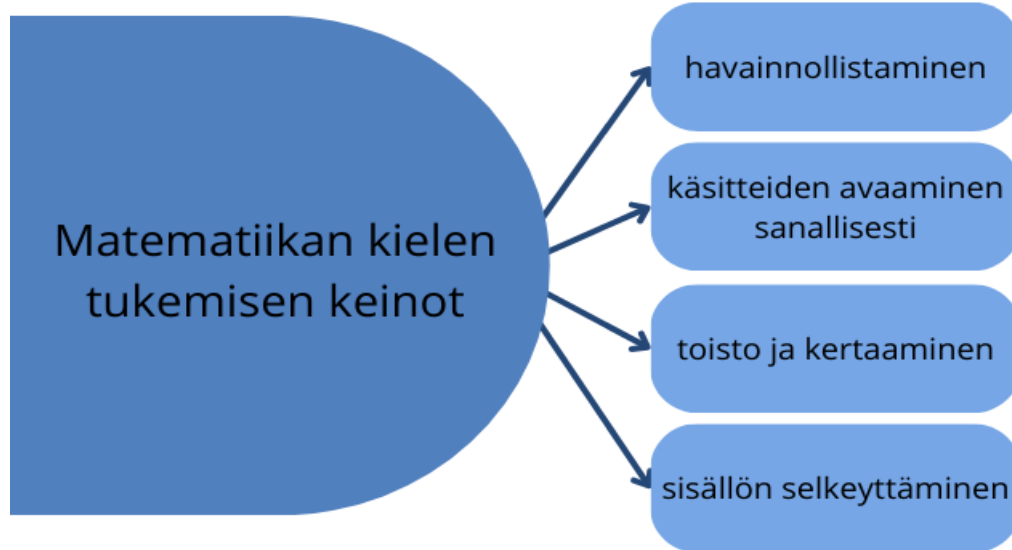 Matematiikan kielen
tukemisen keinot
havainnollistaminen
käsitteiden avaaminen
sanallisesti
toisto ja kertaaminen
sisällön selkeyttäminen